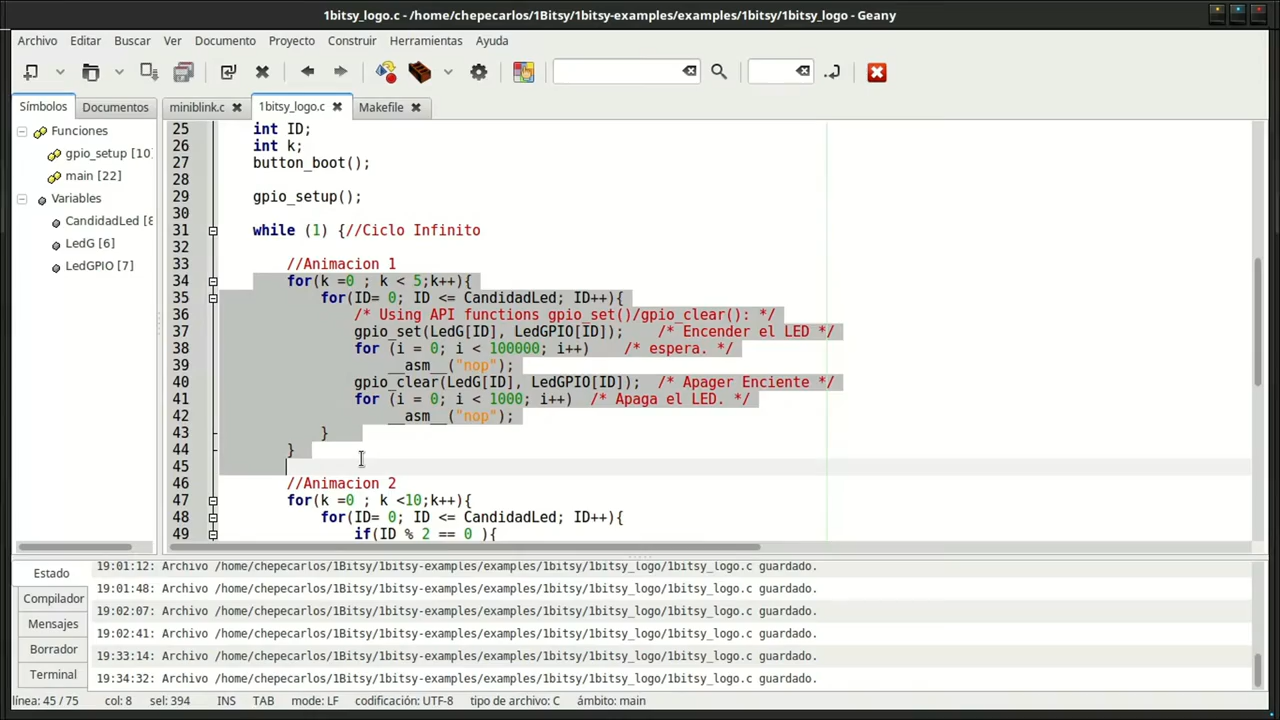 1bitsy_logo.c - /home/chepecarlos/1Bitsy/1bitsy-examples/examples/1bitsy/1bitsy_logo - Geany
Archivo Editar Buscar Ver Documento Proyecto Construir Herramientas Ayuda
Símbolos Documentos miniblink.c 1bitsy_logo.c Makefile
Funciones
gpio_setup [10]
main [22]
Variables
CandidadLed [8
LedG [6]
LedGPIO [7]
25 int ID;
26 int k;
27 button_boot();
28
29 gpio_setup();
30
31 while (1) {//Ciclo Infinito
32
33 //Animacion 1
34 for(k =0 ; k < 5;k++){
35 for(ID= 0; ID <= CandidadLed; ID++){
36 /* Using API functions gpio_set()/gpio_clear(): */
37 gpio_set(LedG[ID], LedGPIO[ID]); /* Encender el LED */
38 for (i = 0; i < 100000; i++) /* espera. */
39 __asm__("nop");
40 gpio_clear(LedG[ID], LedGPIO[ID]); /* Apager Enciente */
41 for (i = 0; i < 1000; i++) /* Apaga el LED. */
42 __asm__("nop");
43 }
44 }
45
46 //Animacion 2
47 for(k =0 ; k <10;k++){
48 for(ID= 0; ID <= CandidadLed; ID++){
49 if(ID % 2 == 0 ){
Estado
Compilador
Mensajes
Borrador
Terminal
19:01:12: Archivo /home/chepecarlos/1Bitsy/1bitsy-examples/examples/1bitsy/1bitsy_logo/1bitsy_logo.c guardado.
19:01:48: Archivo /home/chepecarlos/1Bitsy/1bitsy-examples/examples/1bitsy/1bitsy_logo/1bitsy_logo.c guardado.
19:02:07: Archivo /home/chepecarlos/1Bitsy/1bitsy-examples/examples/1bitsy/1bitsy_logo/1bitsy_logo.c guardado.
19:02:41: Archivo /home/chepecarlos/1Bitsy/1bitsy-examples/examples/1bitsy/1bitsy_logo/1bitsy_logo.c guardado.
19:33:14: Archivo /home/chepecarlos/1Bitsy/1bitsy-examples/examples/1bitsy/1bitsy_logo/1bitsy_logo.c guardado.
19:34:32: Archivo /home/chepecarlos/1Bitsy/1bitsy-examples/examples/1bitsy/1bitsy_logo/1bitsy_logo.c guardado.
línea: 45 / 75 col: 8 sel: 394 INS TAB mode: LF codificación: UTF-8 tipo de archivo: C ámbito: main